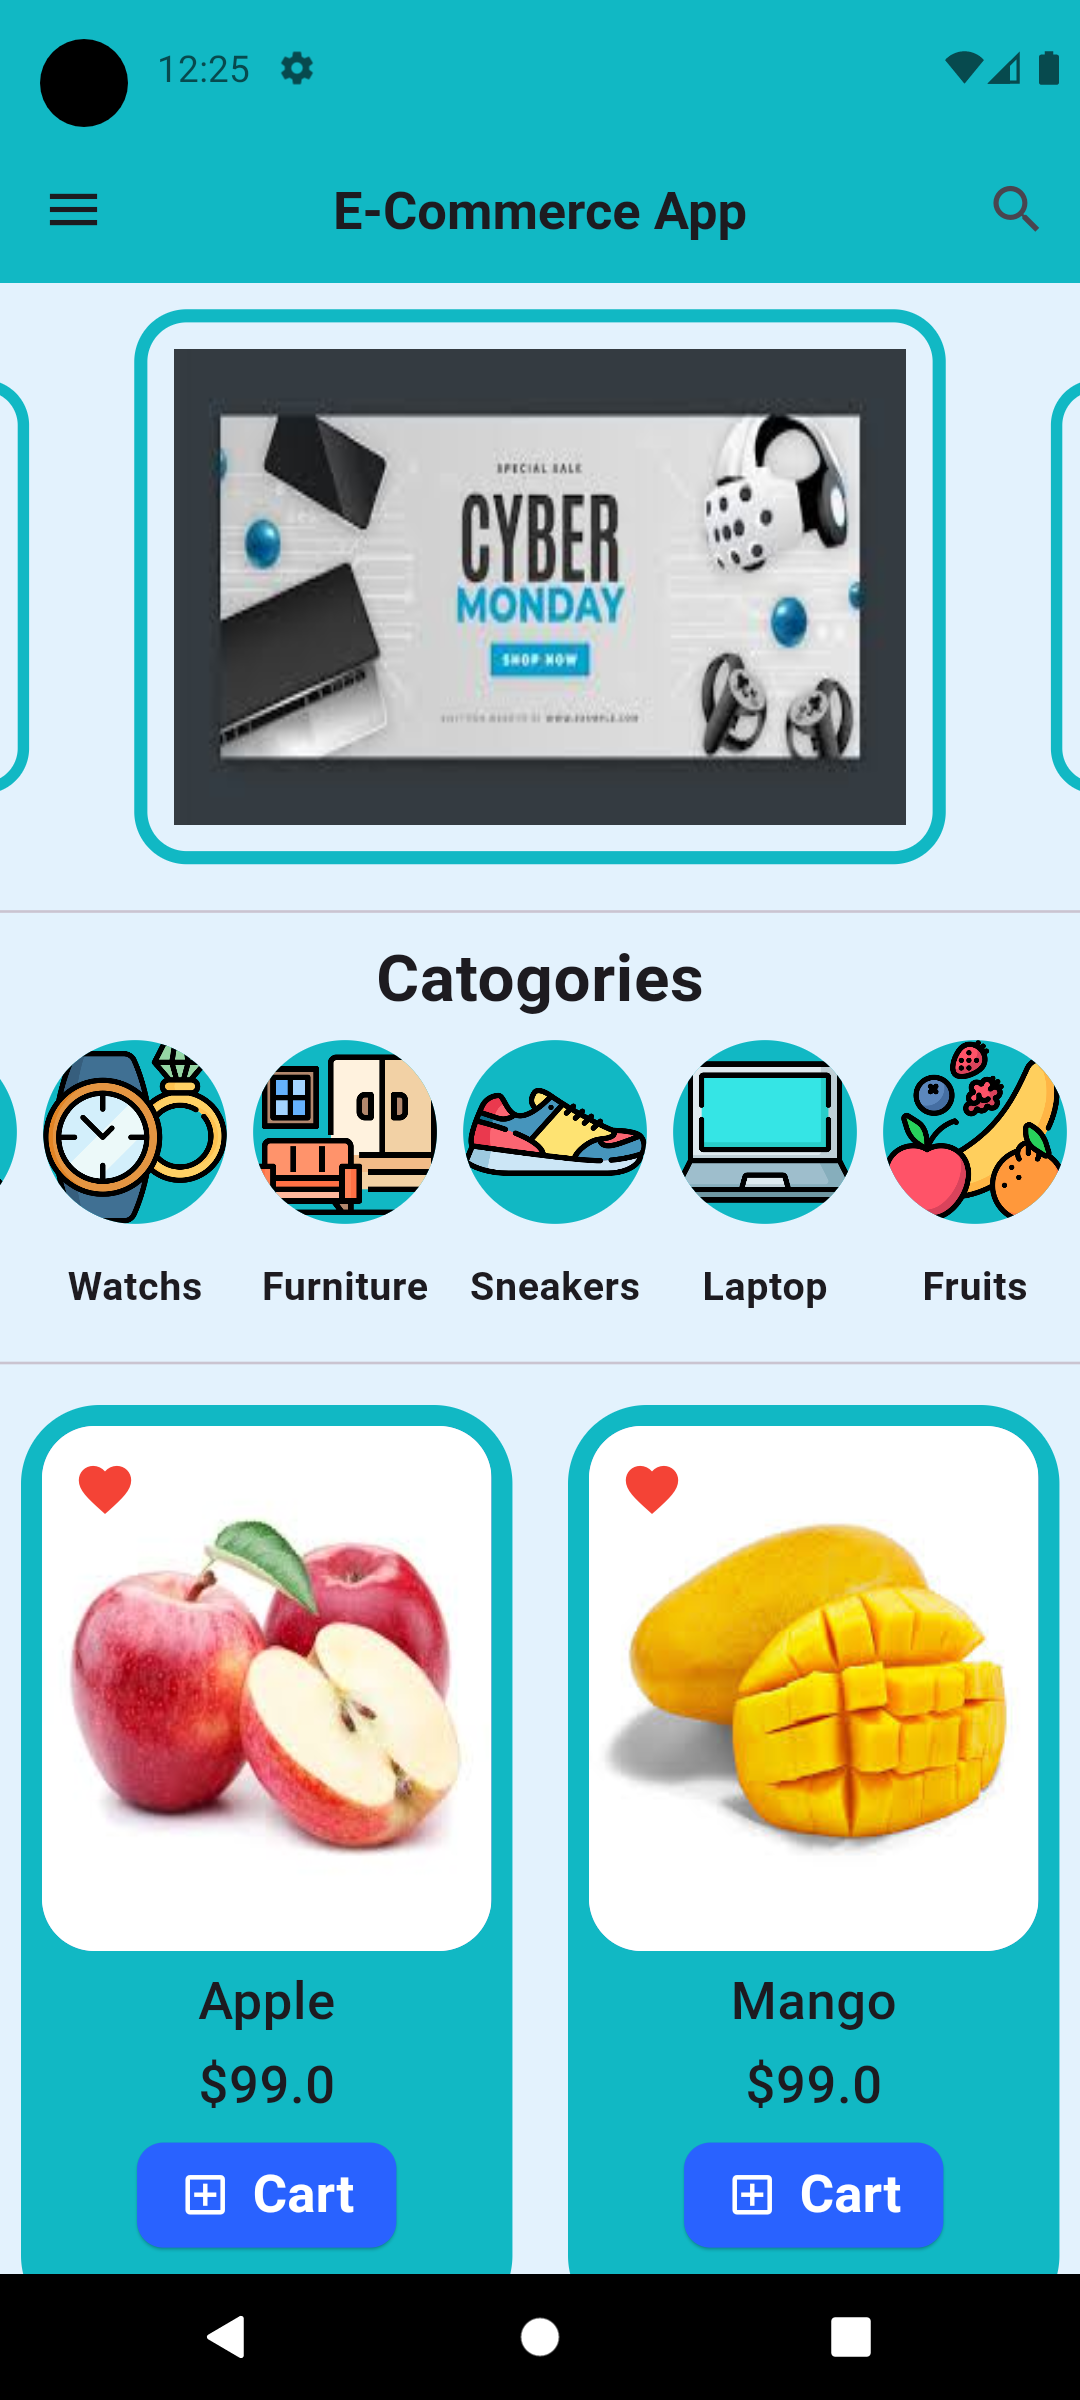 12:25
E-Commerce App
SPECIAL SALE
CYBER
MONDAY
SHOP NOW
Catogories
Watchs
Furniture
Sneakers
Laptop
Fruits
Apple
$99.0
Cart
Mango
$99.0
Cart